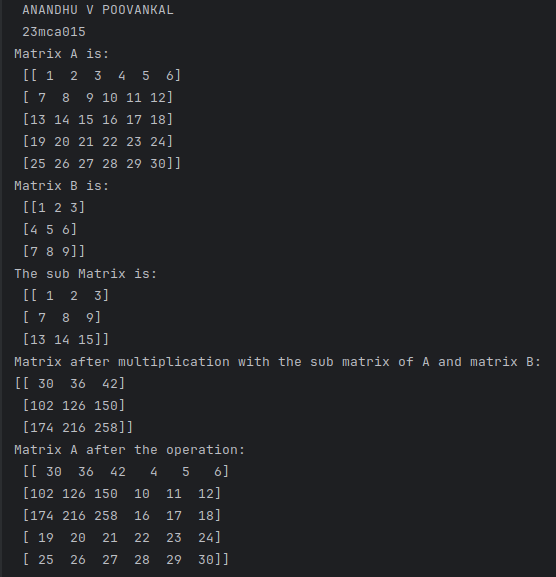 ANANDHU V POOVANKAL
23mca015
Matrix A is:
[[ 1  2  3  4  5  6]
[ 7  8  9 10 11 12]
[13 14 15 16 17 18]
[19 20 21 22 23 24]
[25 26 27 28 29 30]]
Matrix B is:
[[1 2 3]
[4 5 6]
[7 8 9]]
The sub Matrix is:
[[ 1  2  3]
[ 7  8  9]
[13 14 15]]
Matrix after multiplication with the sub matrix of A and matrix B:
[[ 30  36  42]
[102 126 150]
[174 216 258]]
Matrix A after the operation:
[[ 30  36  42   4   5   6]
[102 126 150  10  11  12]
[174 216 258  16  17  18]
[ 19  20  21  22  23  24]
[ 25  26  27  28  29  30]]